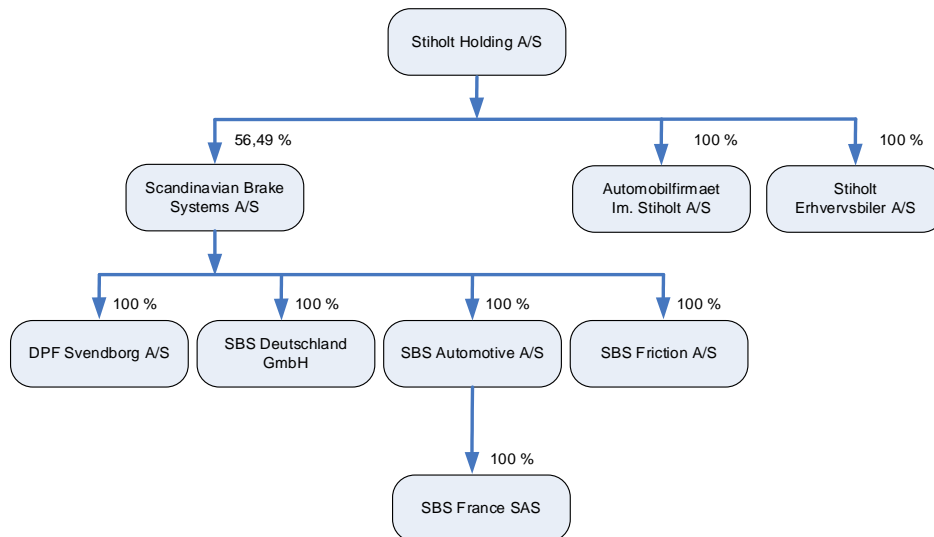 Stiholt Holding A/S
56,49 %
100 %
100 %
Scandinavian Brake
Systems A/S
Automobilfirmaet
Im. Stiholt A/S
Stiholt
Erhvervsbiler A/S
100 %
100 %
100 %
100 %
DPF Svendborg A/S
SBS Deutschland
GmbH
SBS Automotive A/S
SBS Friction A/S
100 %
SBS France SAS